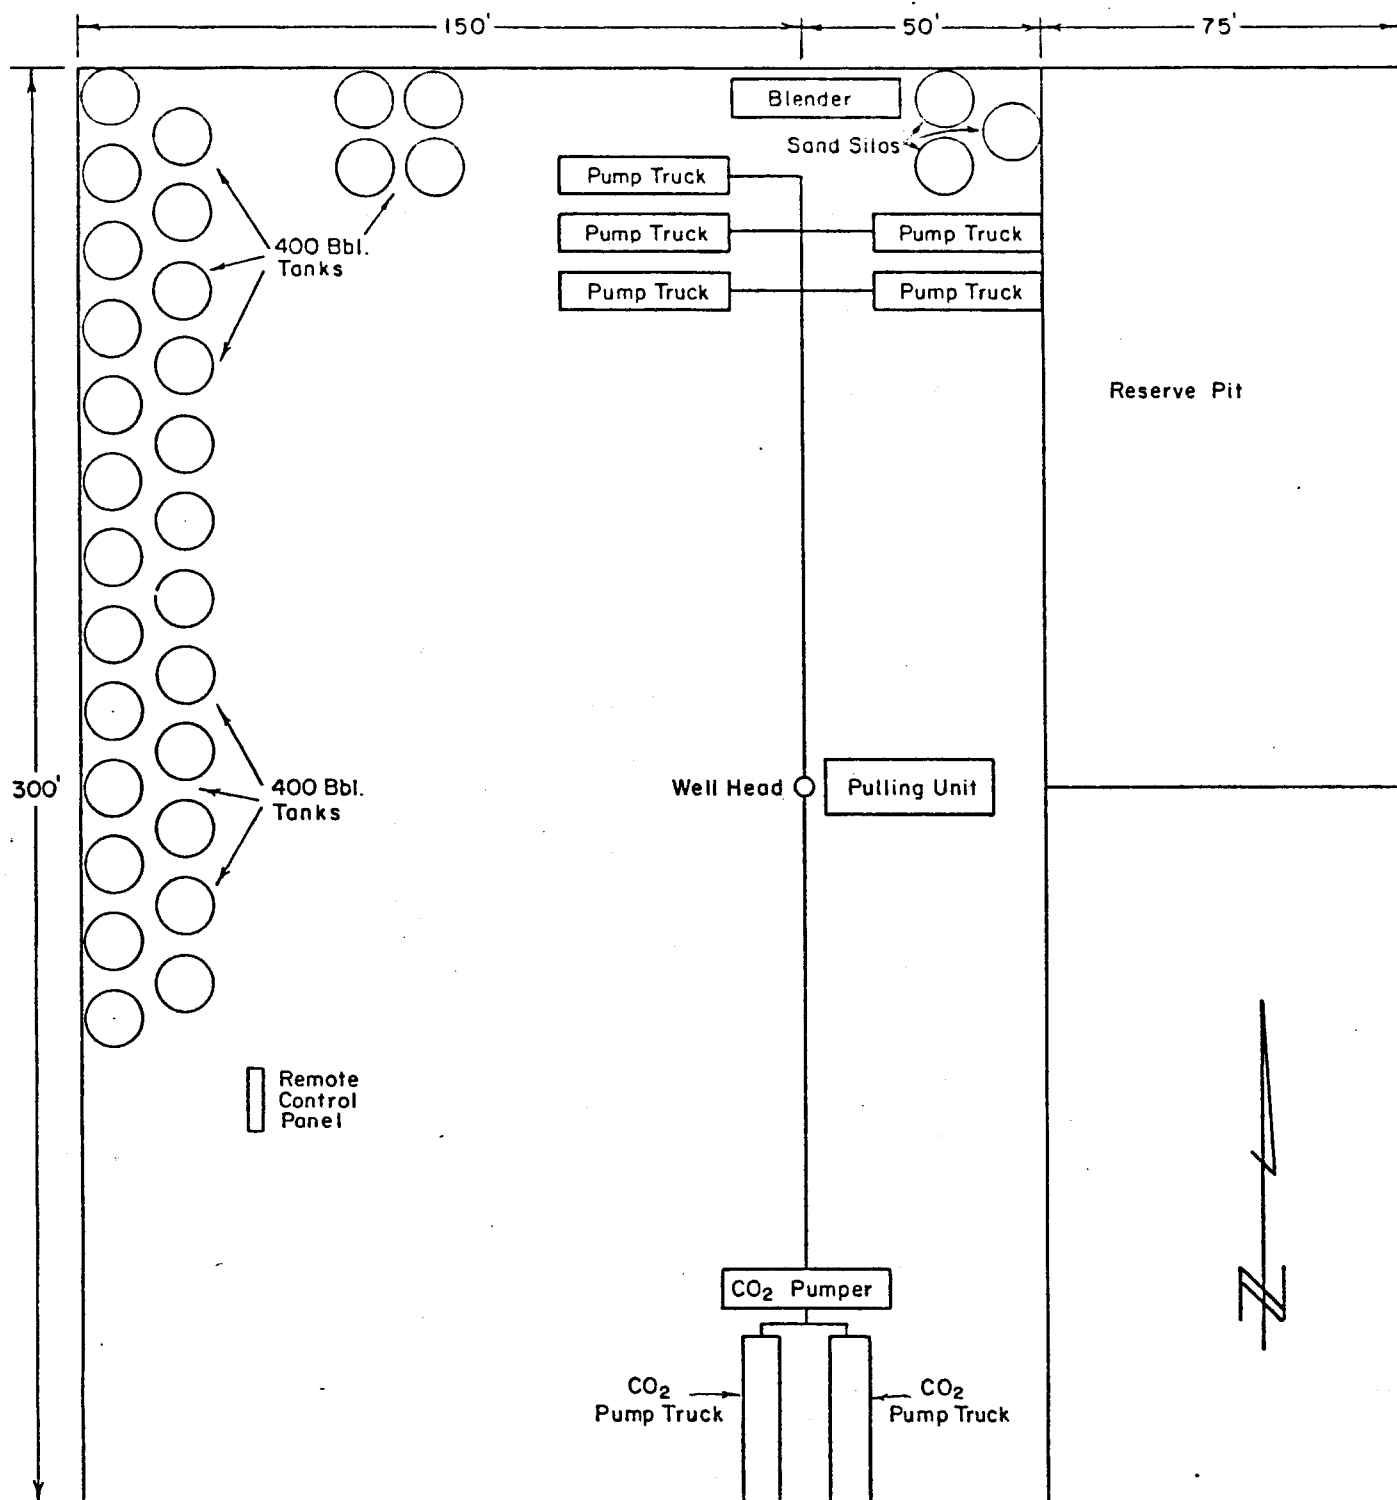 150' 50' 75'
Blender
Sand Silos
Pump Truck
Pump Truck Pump Truck
Pump Truck Pump Truck
400 Bbl.
Tanks
Reserve Pit
300'
Well Head Pulling Unit
400 Bbl.
Tanks
Remote
Control
Panel
CO₂ Pumper
CO₂
Pump Truck
CO₂
Pump Truck
N